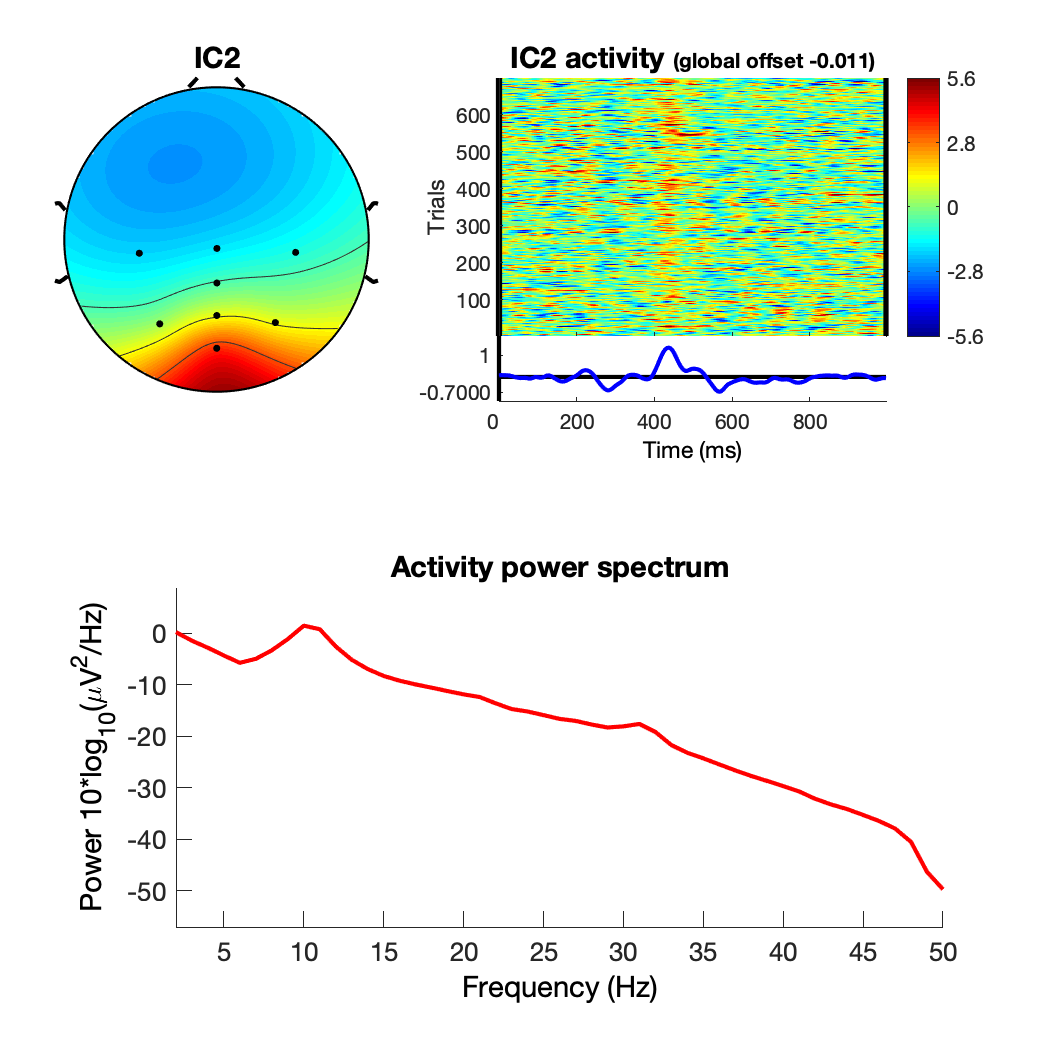 IC2
IC2 activity (global offset -0.011)
Trials
600
500
400
300
200
100
5.6
2.8
0
-2.8
-5.6
1
-0.7000
0 200 400 600 800
Time (ms)
Activity power spectrum
Power 10*log10(μV2/Hz)
0
-10
-20
-30
-40
-50
5 10 15 20 25 30 35 40 45 50
Frequency (Hz)